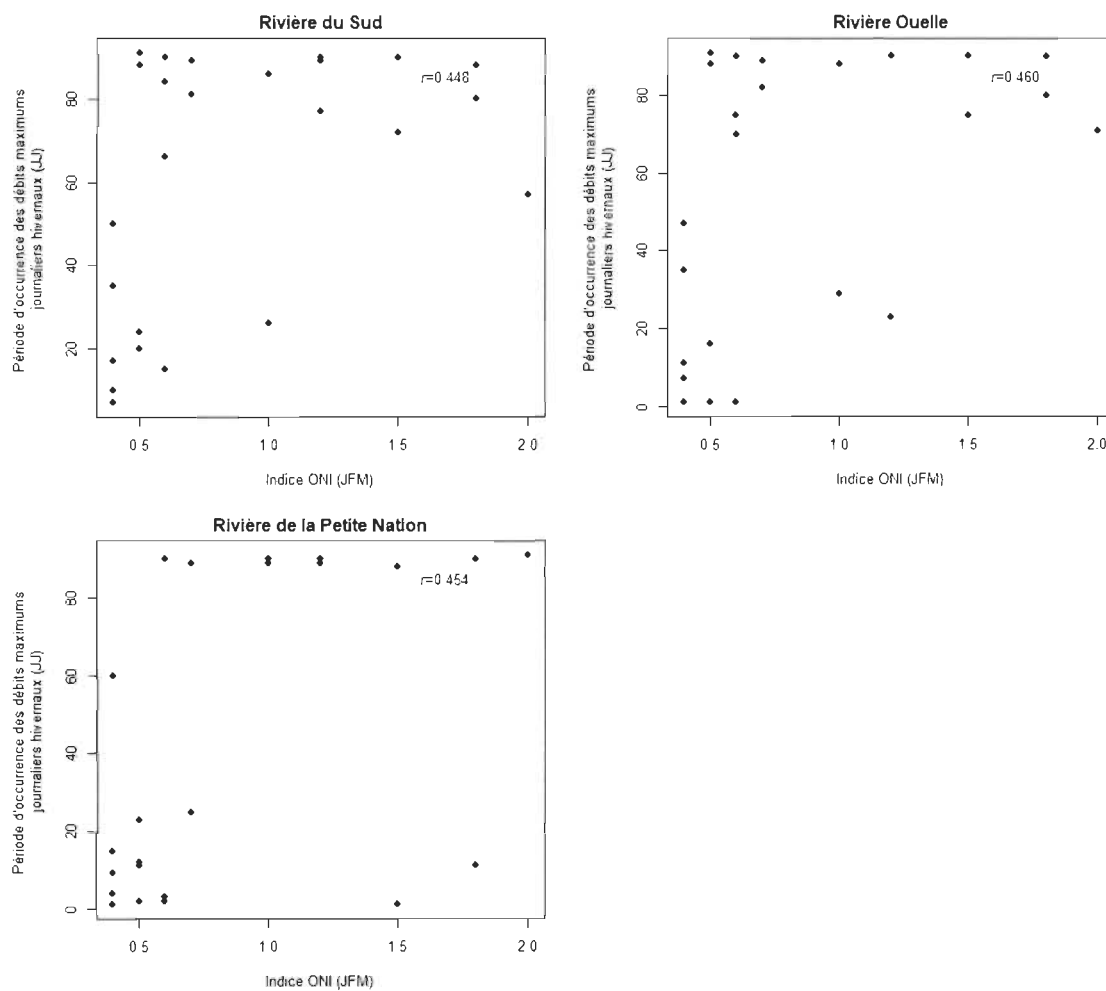 Rivière du Sud
r=0.448
Période d'occurrence des débits maximums
journaliers hivernaux (JJ)
80
60
40
20
0.5 1.0 1.5 2.0
Indice ONI (JFM)
Rivière Ouelle
r=0.460
Période d'occurrence des débits maximums
journaliers hivernaux (JJ)
80
60
40
20
0
0.5 1.0 1.5 2.0
Indice ONI (JFM)
Rivière de la Petite Nation
r=0.454
Période d'occurrence des débits maximums
journaliers hivernaux (JJ)
80
60
40
20
0
0.5 1.0 1.5 2.0
Indice ONI (JFM)